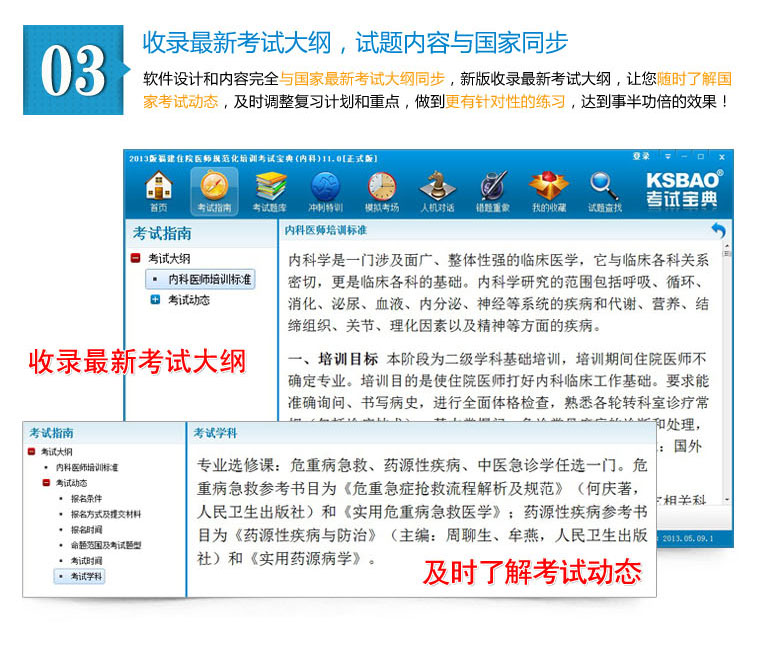 03
收录最新考试大纲，试题内容与国家同步
软件设计和内容完全与国家最新考试大纲同步，新版收录最新考试大纲，让您随时了解国
家考试动态，及时调整复习计划和重点，做到更有针对性的练习，达到事半功倍的效果！
2013版福建住院医师规范化培训考试宝典(内科)11.0[正式版]
登录
首页 考试指南 考试题库 冲刺特训 模拟考场 人机对话 错题重做 我的收藏 试题查找
KSBAO®
考试宝典
考试指南
考试大纲
内科医师培训标准
考试动态
内科医师培训标准
内科学是一门涉及面广、整体性强的临床医学，它与临床各科关系
密切，更是临床各科的基础。内科学研究的范围包括呼吸、循环、
消化、泌尿、血液、内分泌、神经等系统的疾病和代谢、营养、结
缔组织、关节、理化因素以及精神等方面的疾病。
一、培训目标 本阶段为二级学科基础培训，培训期间住院医师不
确定专业。培训目的是使住院医师打好内科临床工作基础。要求能
准确询问、书写病史，进行全面体格检查，熟悉各轮转科室诊疗常
处理，
：国外
相关科
2013.05.09.1
收录最新考试大纲
考试指南
考试大纲
内科医师培训标准
考试动态
报名条件
报名方式及提交材料
报名时间
命题范围及考试题型
考试时间
考试学科
考试学科
专业选修课：危重病急救、药源性疾病、中医急诊学任选一门。危
重病急救参考书目为《危重急症抢救流程解析及规范》（何庆著，
人民卫生出版社）和《实用危重病急救医学》；药源性疾病参考书
目为《药源性疾病与防治》（主编：周聊生、牟燕，人民卫生出版
社）和《实用药源病学》。
及时了解考试动态